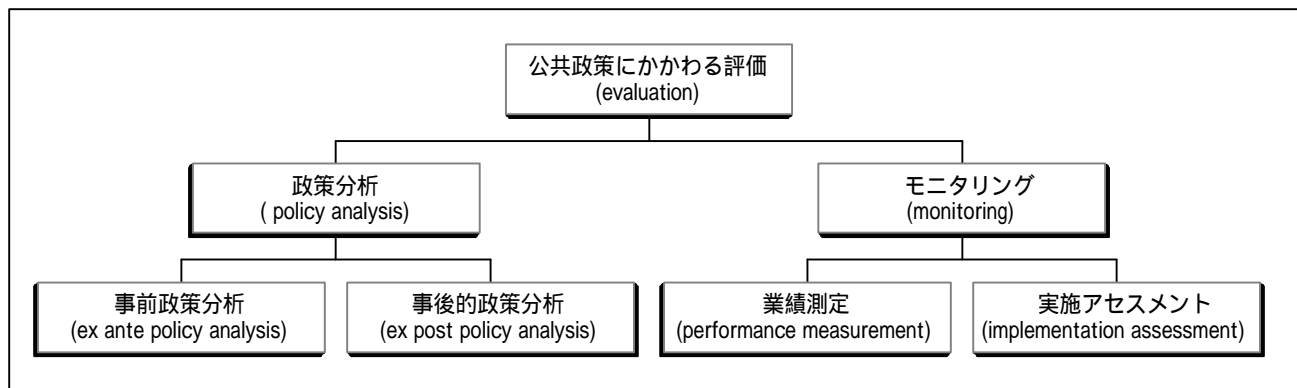 公共政策にかかわる評価
(evaluation)
政策分析
( policy analysis)
モニタリング
(monitoring)
事前政策分析
(ex ante policy analysis)
事後的政策分析
(ex post policy analysis)
業績測定
(performance measurement)
実施アセスメント
(implementation assessment)